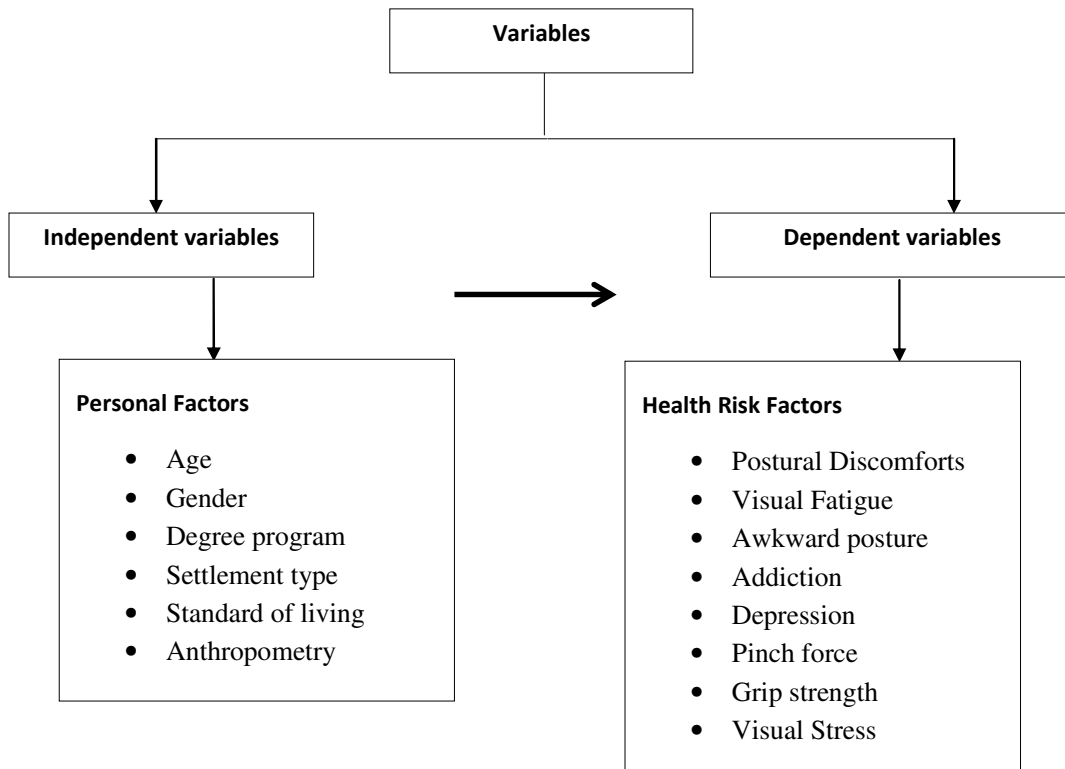 Variables
Independent variables
Dependent variables
Personal Factors
• Age
• Gender
• Degree program
• Settlement type
• Standard of living
• Anthropometry
Health Risk Factors
• Postural Discomforts
• Visual Fatigue
• Awkward posture
• Addiction
• Depression
• Pinch force
• Grip strength
• Visual Stress